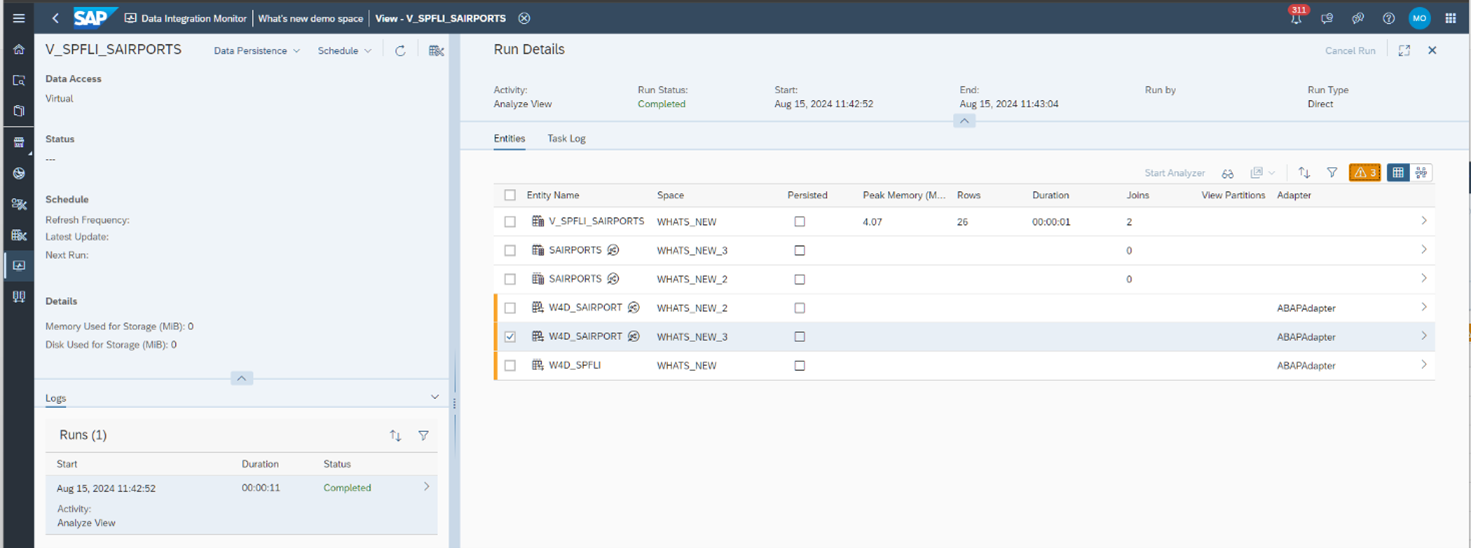 SAP Data Integration Monitor What's new demo space View - V_SPFLI_SAIRPORTS 311 MO
V_SPFLI_SAIRPORTS Data Persistence Schedule
Data Access
Virtual
Status
---
Schedule
Refresh Frequency:
Latest Update:
Next Run:
Details
Memory Used for Storage (MiB): 0
Disk Used for Storage (MiB): 0
Logs
Runs (1)
Start Duration Status
Aug 15, 2024 11:42:52 00:00:11 Completed
Activity:
Analyze View
Run Details Cancel Run
Activity: Run Status: Start: End: Run by Run Type
Analyze View Completed Aug 15, 2024 11:42:52 Aug 15, 2024 11:43:04 Direct
Entities Task Log
Start Analyzer 3
Entity Name Space Persisted Peak Memory (M... Rows Duration Joins View Partitions Adapter
V_SPFLI_SAIRPORTS WHATS_NEW 4.07 26 00:00:01 2
SAIRPORTS WHATS_NEW_3 0
SAIRPORTS WHATS_NEW_2 0
W4D_SAIRPORT WHATS_NEW_2 ABAPAdapter
W4D_SAIRPORT WHATS_NEW_3 ABAPAdapter
W4D_SPFLI WHATS_NEW ABAPAdapter